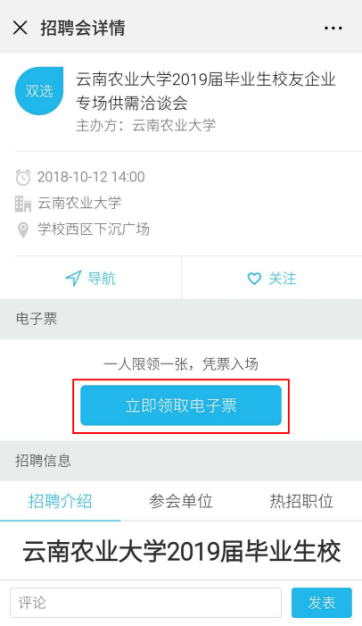 招聘会详情
双选
云南农业大学2019届毕业生校友企业
专场供需洽谈会
主办方：云南农业大学
2018-10-12 14:00
云南农业大学
学校西区下沉广场
导航
关注
电子票
一人限领一张，凭票入场
立即领取电子票
招聘信息
招聘介绍
参会单位
热招职位
云南农业大学2019届毕业生校
评论
发表